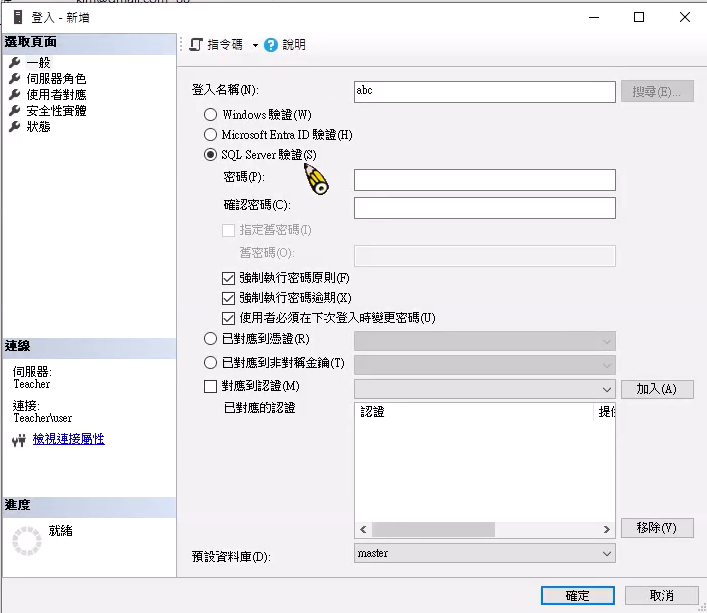 登入 - 新增
選取頁面
一般
伺服器角色
使用者對應
安全性實體
狀態
指令碼
說明
登入名稱(N):
abc
搜尋(E)...
Windows 驗證(W)
Microsoft Entra ID 驗證(H)
SQL Server 驗證(S)
密碼(P):
確認密碼(C):
指定舊密碼(I)
舊密碼(O):
強制執行密碼原則(F)
強制執行密碼逾期(X)
使用者必須在下次登入時變更密碼(U)
已對應到憑證(R)
已對應到非對稱金鑰(T)
對應到認證(M)
加入(A)
已對應的認證
認證
移除(V)
預設資料庫(D):
master
連線
伺服器:
Teacher
連接:
Teacher\user
檢視連接屬性
進度
就緒
確定
取消